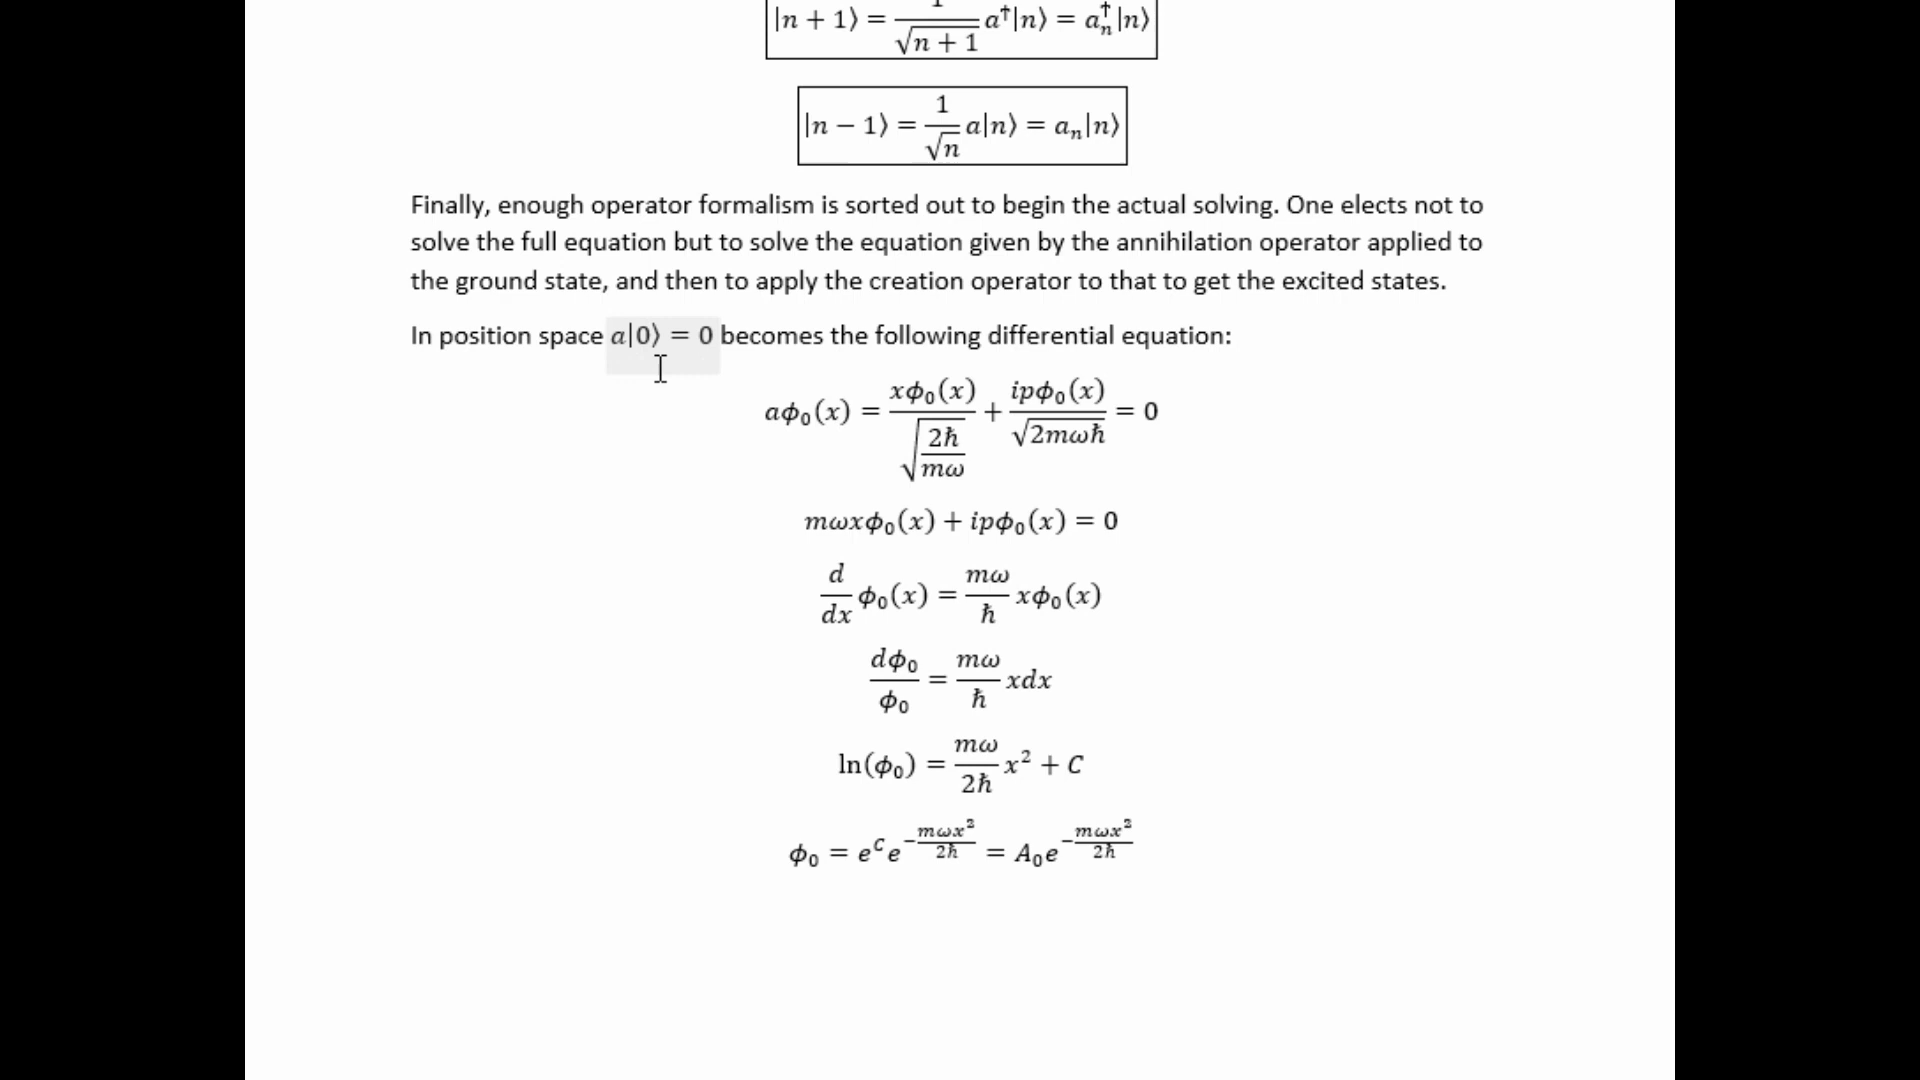 |n + 1⟩ = 1/√(n + 1) a†|n⟩ = aₙ†|n⟩
|n − 1⟩ = 1/√n a|n⟩ = aₙ|n⟩
Finally, enough operator formalism is sorted out to begin the actual solving. One elects not to
solve the full equation but to solve the equation given by the annihilation operator applied to
the ground state, and then to apply the creation operator to that to get the excited states.
In position space a|0⟩ = 0 becomes the following differential equation:
aϕ₀(x) = xϕ₀(x)/√(2ħ/mω) + ipϕ₀(x)/√(2mωħ) = 0
mωxϕ₀(x) + ipϕ₀(x) = 0
d/dx ϕ₀(x) = mω/ħ xϕ₀(x)
dϕ₀/ϕ₀ = mω/ħ xdx
ln(ϕ₀) = mω/2ħ x² + C
ϕ₀ = e^C e^(−mωx²/2ħ) = A₀e^(−mωx²/2ħ)